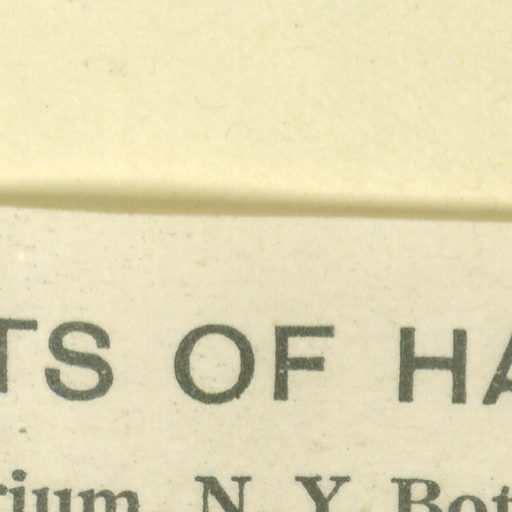 TS OF HA
rium, N. Y. Bot